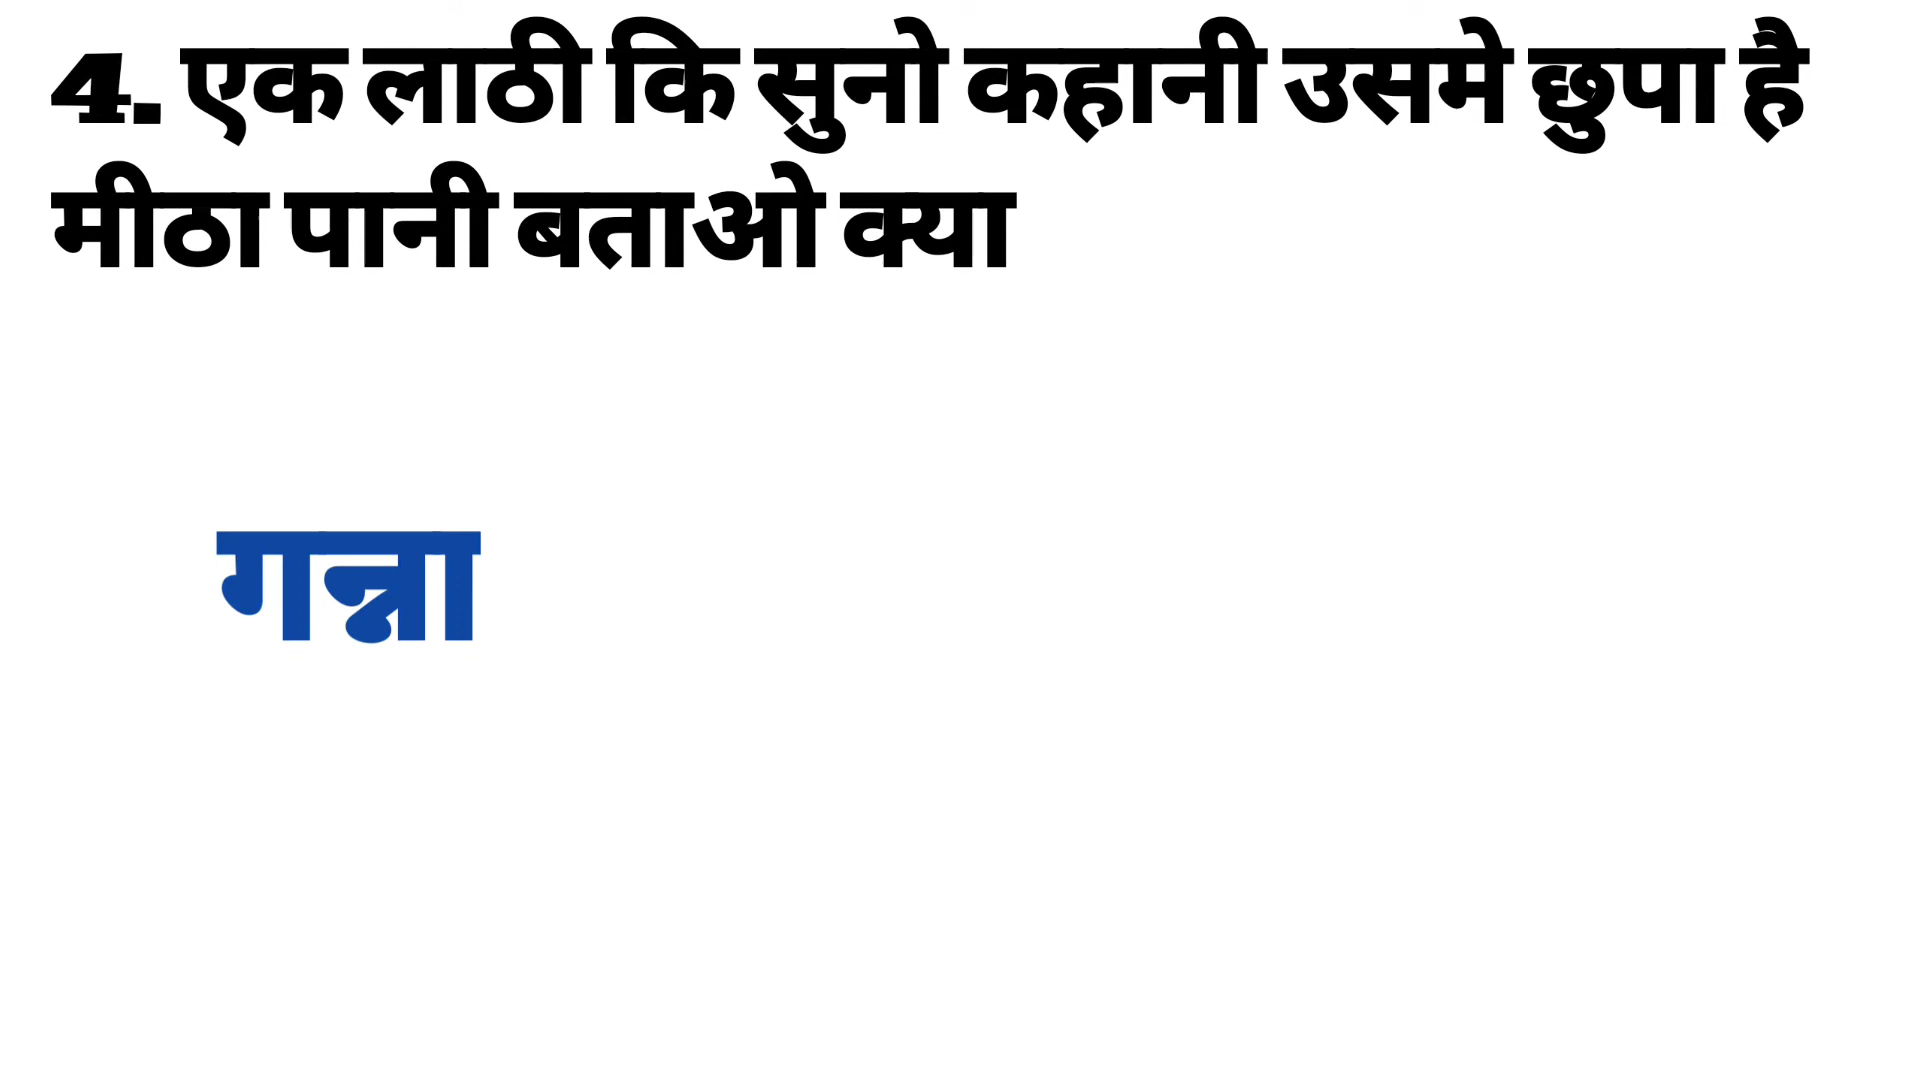 4. एक लाठी कि सुनो कहानी उसमे छुपा है
मीठा पानी बताओ क्या
गन्ना